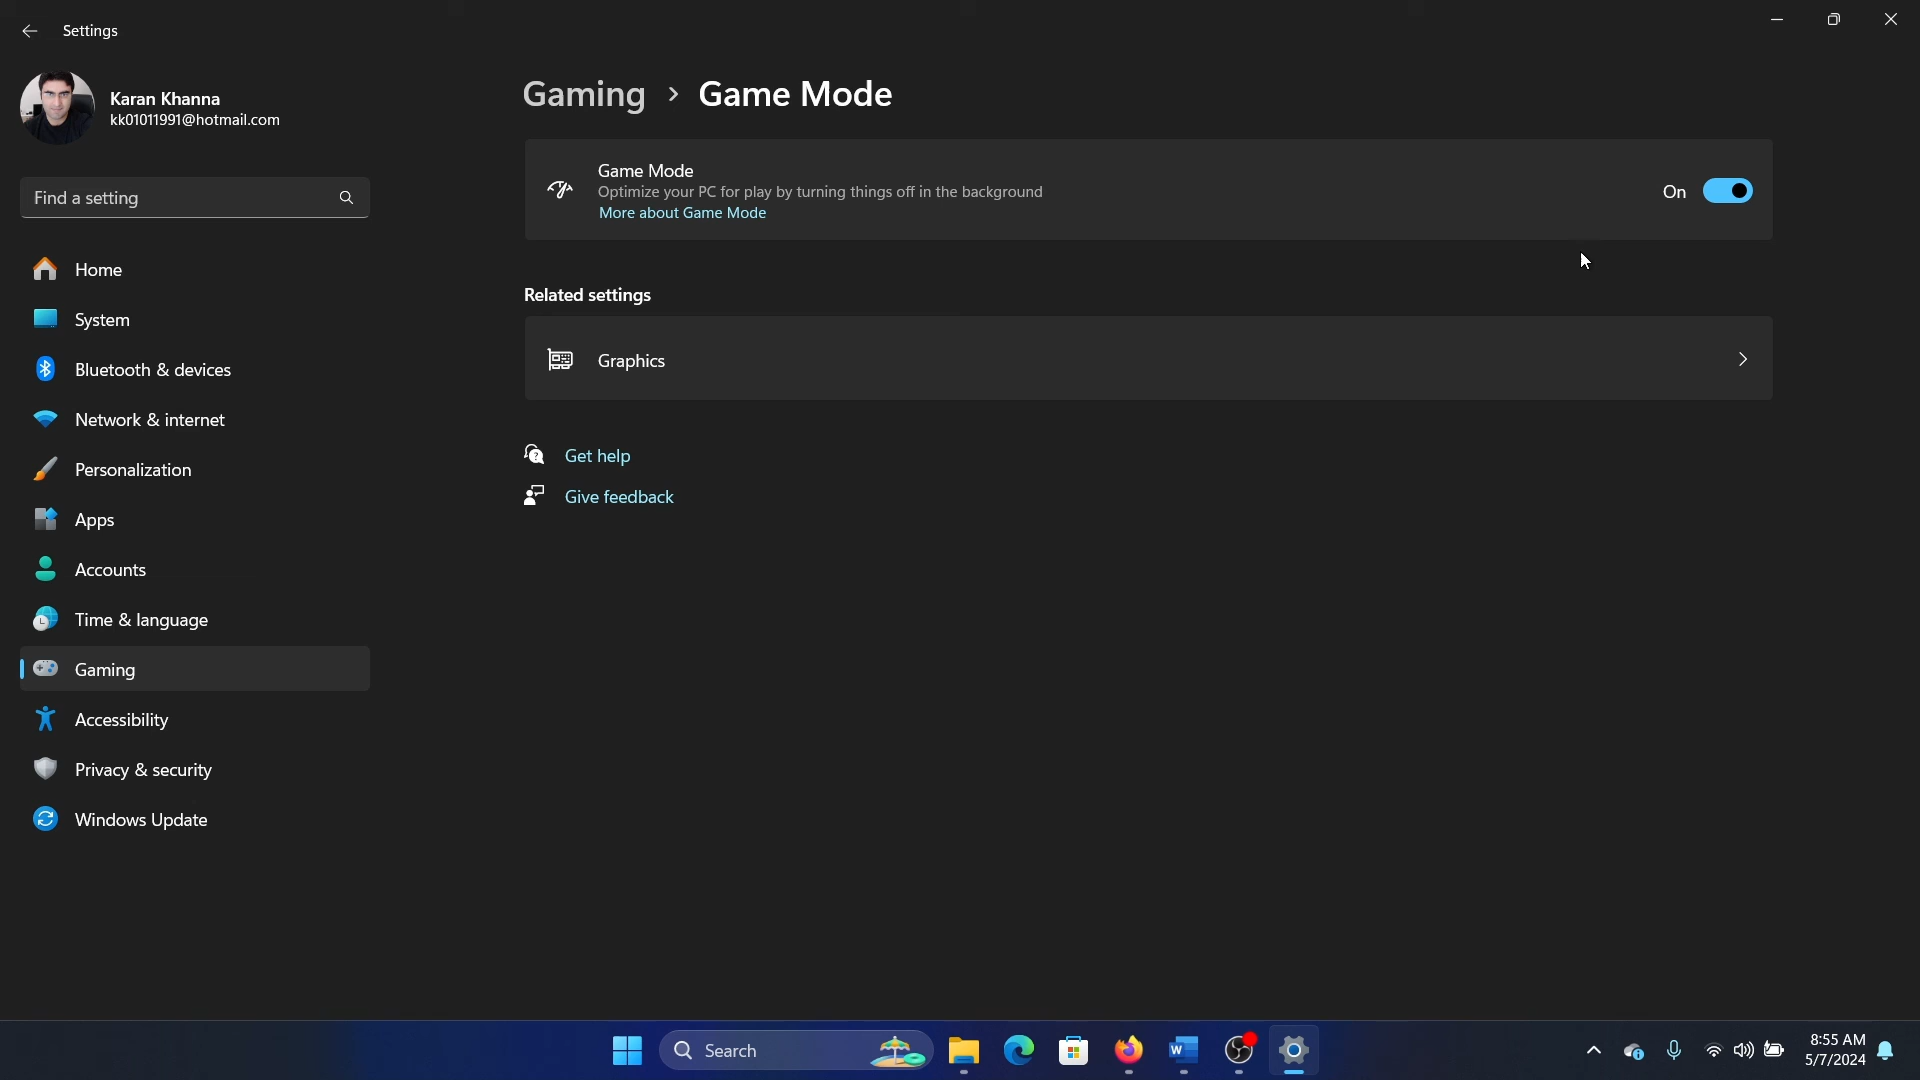 Settings
Karan Khanna
kk01011991@hotmail.com
Find a setting
Home
System
Bluetooth & devices
Network & internet
Personalization
Apps
Accounts
Time & language
Gaming
Accessibility
Privacy & security
Windows Update
Gaming > Game Mode
Game Mode
Optimize your PC for play by turning things off in the background
More about Game Mode
On
Related settings
Graphics
Get help
Give feedback
Search
8:55 AM
5/7/2024